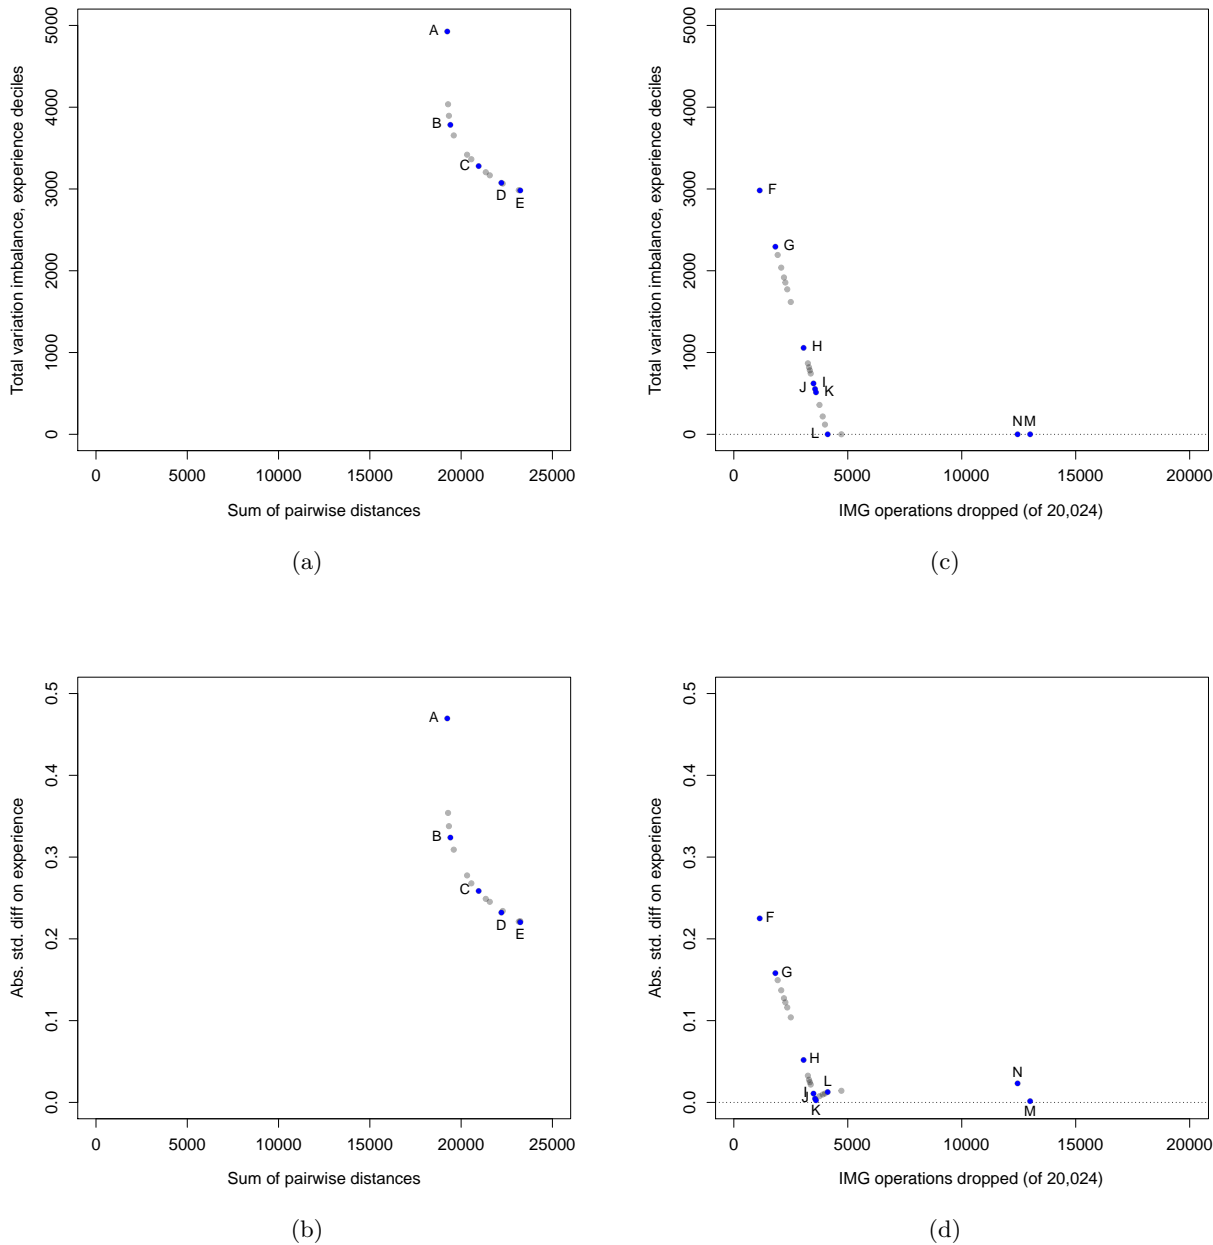 Total variation imbalance, experience deciles
5000
4000
3000
2000
1000
0
A
B
C
D
E
0 5000 10000 15000 20000 25000
Sum of pairwise distances
(a)
Total variation imbalance, experience deciles
5000
4000
3000
2000
1000
0
F
G
H
I
J
K
L
N M
0 5000 10000 15000 20000
IMG operations dropped (of 20,024)
(c)
Abs. std. diff on experience
0.5
0.4
0.3
0.2
0.1
0.0
A
B
C
D
E
0 5000 10000 15000 20000 25000
Sum of pairwise distances
(b)
Abs. std. diff on experience
0.5
0.4
0.3
0.2
0.1
0.0
F
G
H
L
I
J
K
N
M
0 5000 10000 15000 20000
IMG operations dropped (of 20,024)
(d)